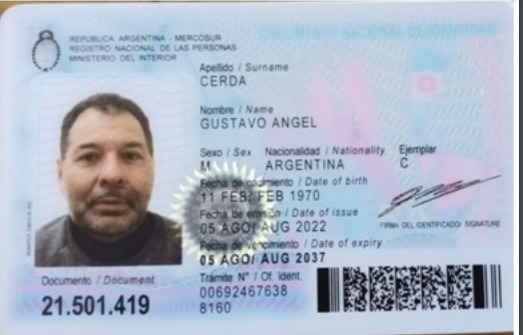 DOCUMENTO NACIONAL DE IDENTIDAD
REPUBLICA ARGENTINA - MERCOSUR
REGISTRO NACIONAL DE LAS PERSONAS
MINISTERIO DEL INTERIOR
Apellido / Surname
CERDA
Nombre / Name
GUSTAVO ANGEL
Sexo / Sex Nacionalidad / Nationality Ejemplar
M ARGENTINA C
Fecha de nacimiento / Date of birth
11 FEB/ FEB 1970
Fecha de emisión / Date of issue
05 AGO/ AUG 2022
FIRMA DEL IDENTIFICADO/ SIGNATURE
Fecha de vencimiento / Date of expiry
05 AGO/ AUG 2037
Documento / Document
21.501.419
Trámite N° / Of. ident.
00692467638
8160